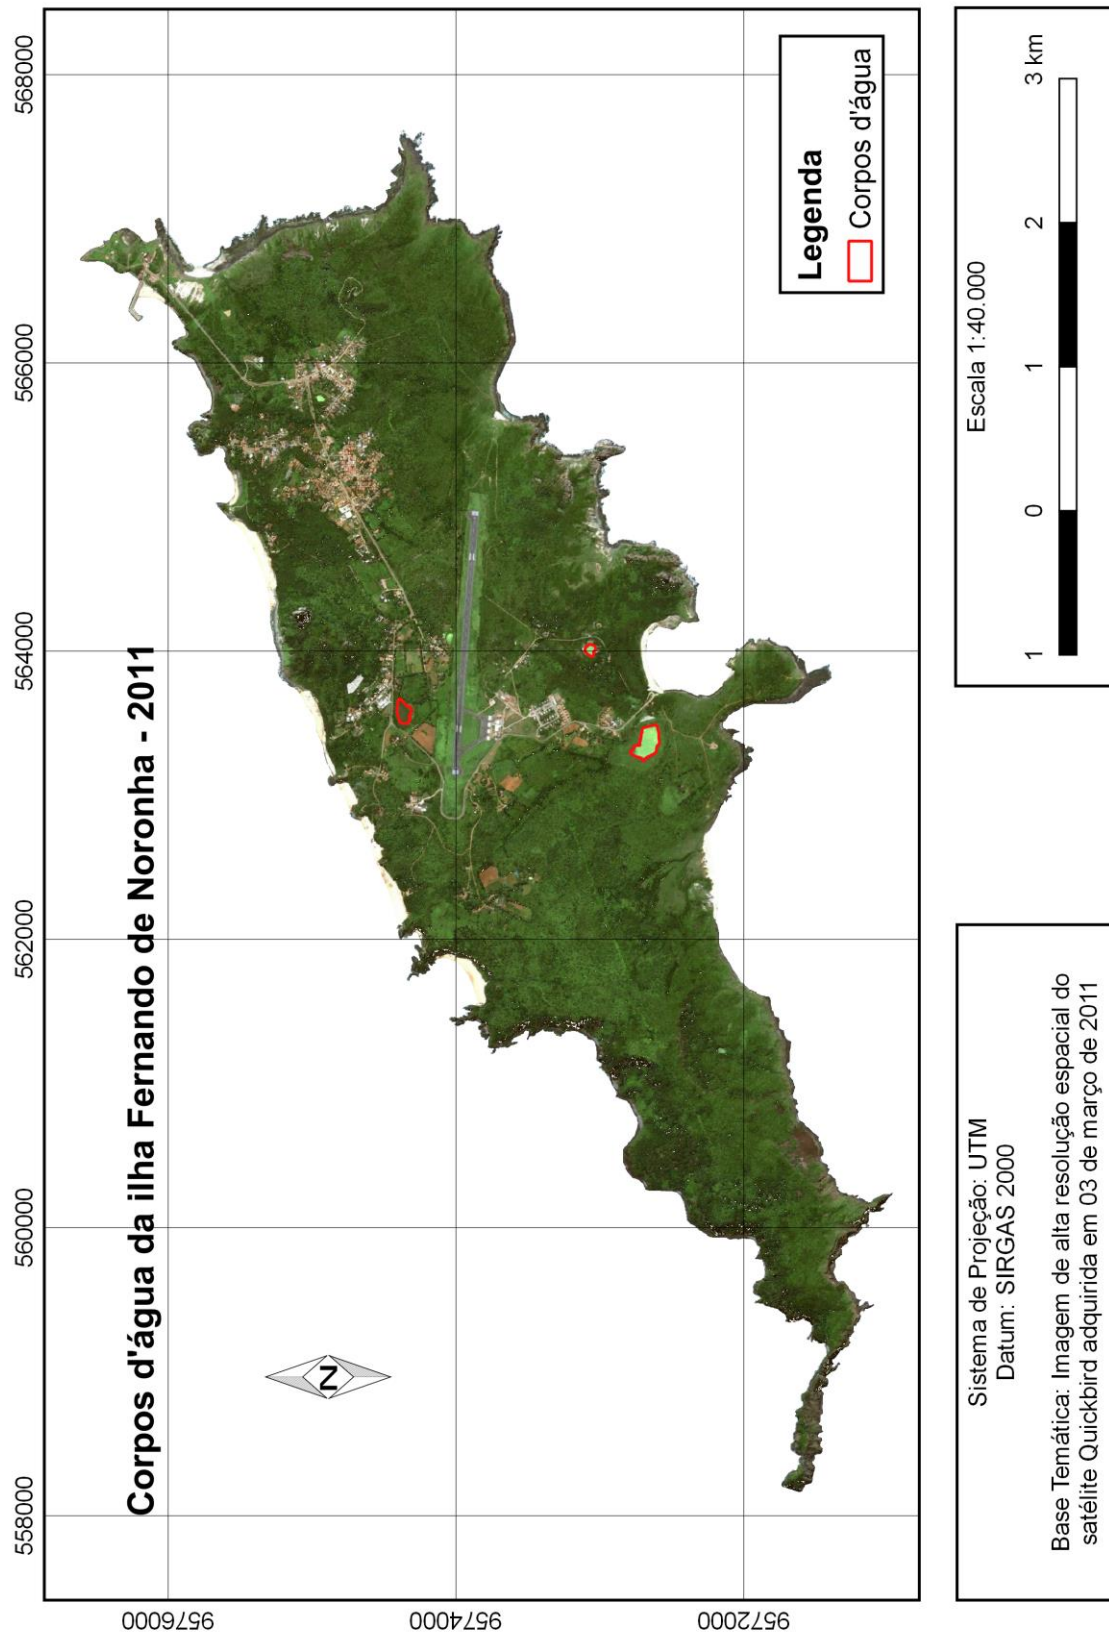 Corpos d'água da ilha Fernando de Noronha - 2011
558000
560000
562000
564000
566000
568000
9576000
9574000
9572000
N
Legenda
Corpos d'água
Sistema de Projeção: UTM
Datum: SIRGAS 2000
Base Temática: Imagem de alta resolução espacial do
satélite Quickbird adquirida em 03 de março de 2011
Escala 1:40.000
1 0 1 2 3 km